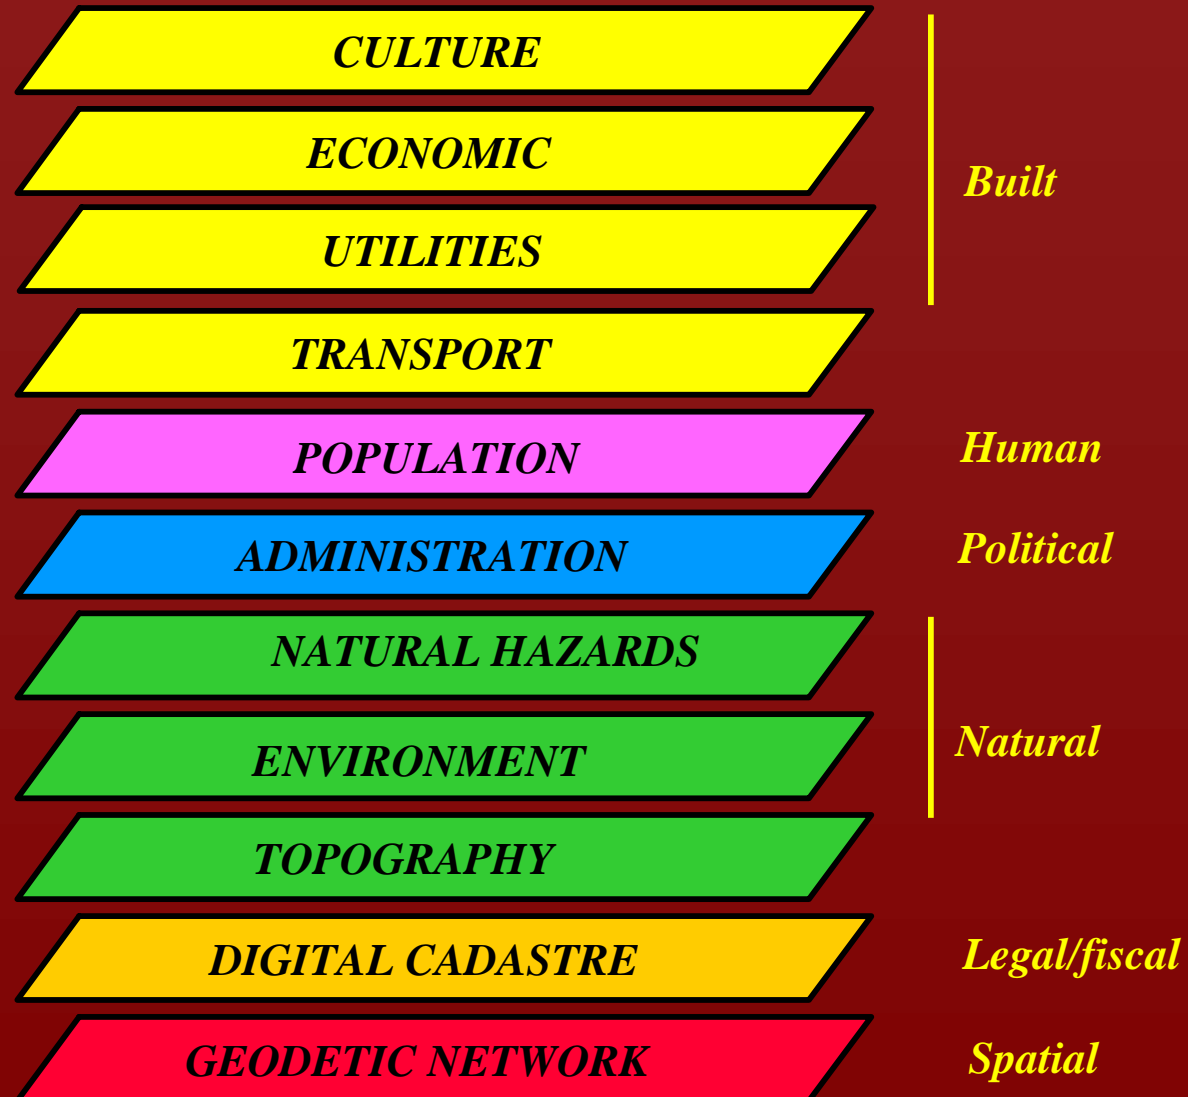 CULTURE
ECONOMIC
Built
UTILITIES
TRANSPORT
POPULATION
Human
ADMINISTRATION
Political
NATURAL HAZARDS
ENVIRONMENT
Natural
TOPOGRAPHY
DIGITAL CADASTRE
Legal/fiscal
GEODETIC NETWORK
Spatial